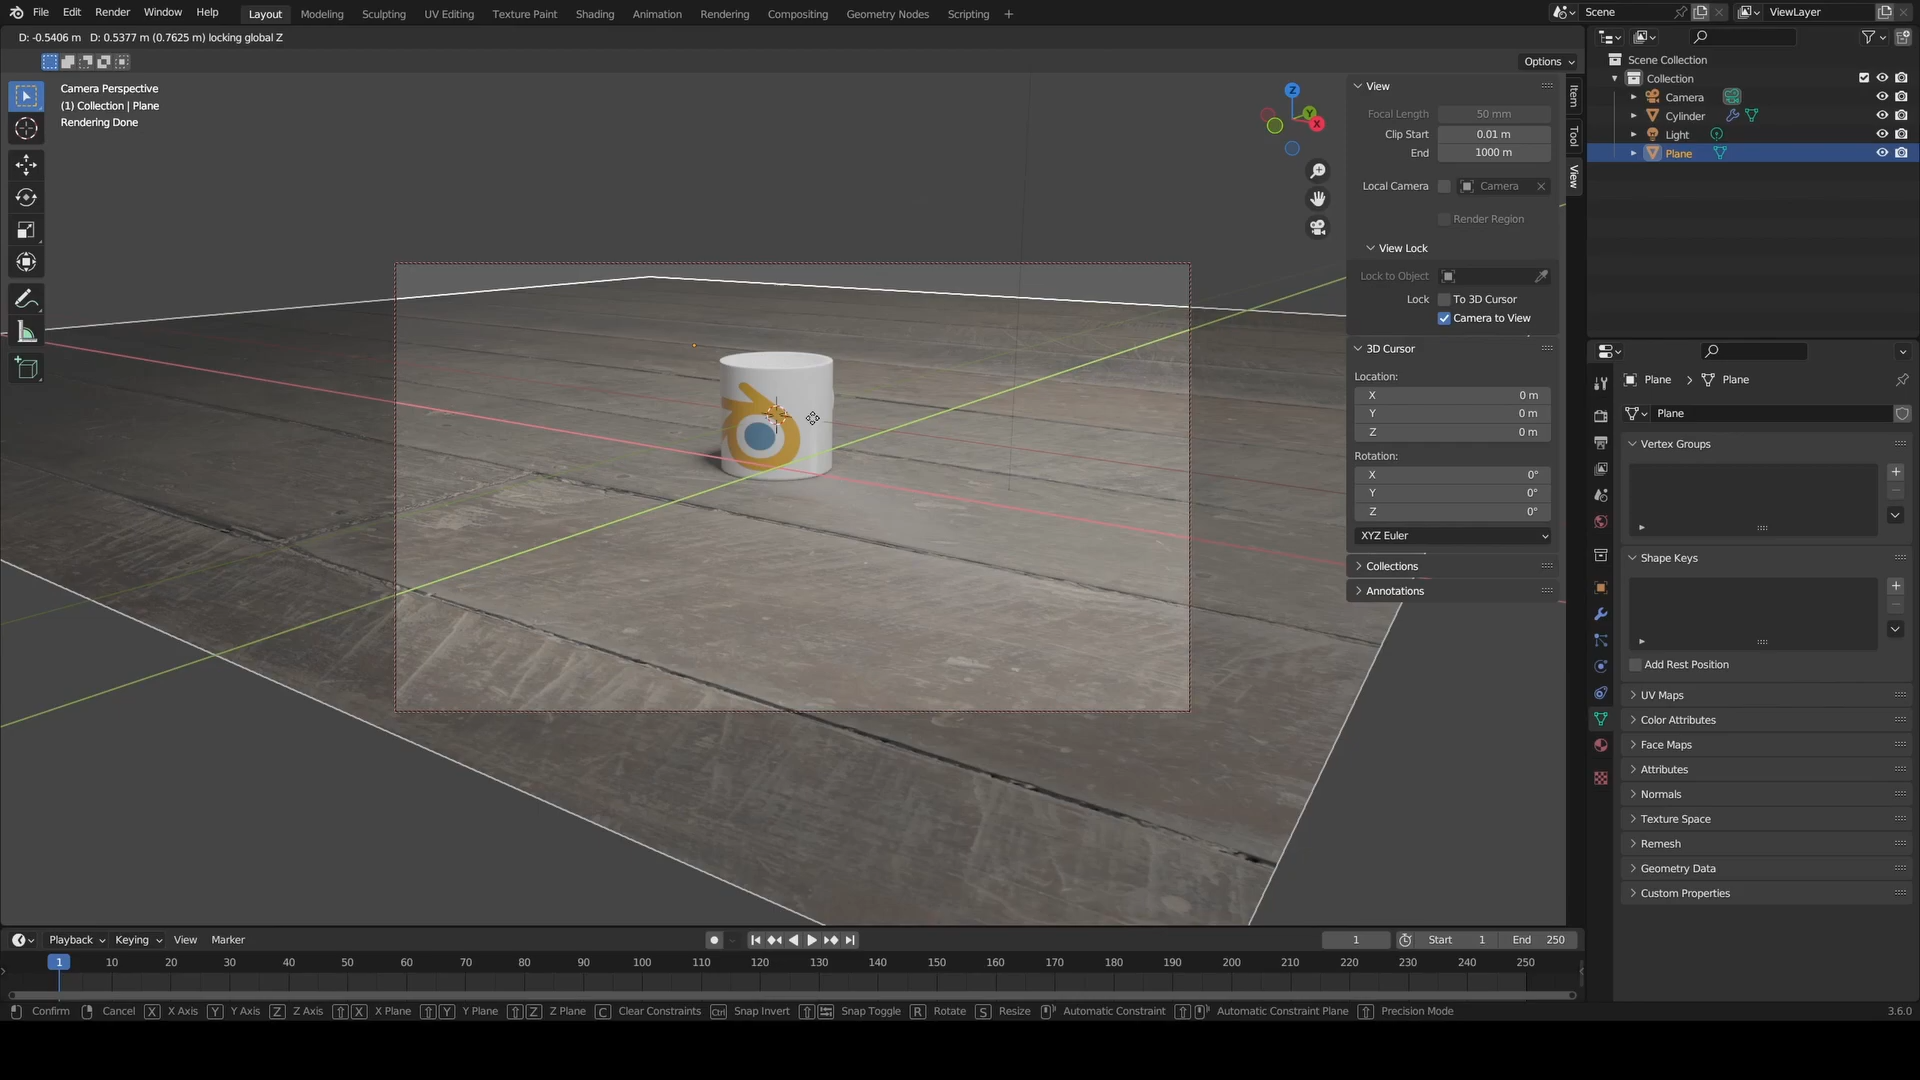 File Edit Render Window Help
Layout Modeling Sculpting UV Editing Texture Paint Shading Animation Rendering Compositing Geometry Nodes Scripting +
Scene
ViewLayer
D: -0.5406 m D: 0.5377 m (0.7625 m) locking global Z
Options
Camera Perspective
(1) Collection | Plane
Rendering Done
Z
Y
X
Item
Tool
View
View
Focal Length 50 mm
Clip Start 0.01 m
End 1000 m
Local Camera Camera
Render Region
View Lock
Lock to Object
Lock To 3D Cursor
Camera to View
3D Cursor
Location:
X 0 m
Y 0 m
Z 0 m
Rotation:
X 0°
Y 0°
Z 0°
XYZ Euler
Collections
Annotations
Scene Collection
Collection
Camera
Cylinder
Light
Plane
Plane > Plane
Plane
Vertex Groups
Shape Keys
Add Rest Position
UV Maps
Color Attributes
Face Maps
Attributes
Normals
Texture Space
Remesh
Geometry Data
Custom Properties
Playback Keying View Marker
1 Start 1 End 250
1 10 20 30 40 50 60 70 80 90 100 110 120 130 140 150 160 170 180 190 200 210 220 230 240 250
Confirm Cancel X X Axis Y Y Axis Z Z Axis X X Plane Y Y Plane Z Z Plane C Clear Constraints Ctrl Snap Invert Snap Toggle R Rotate S Resize Automatic Constraint Automatic Constraint Plane Precision Mode 3.6.0